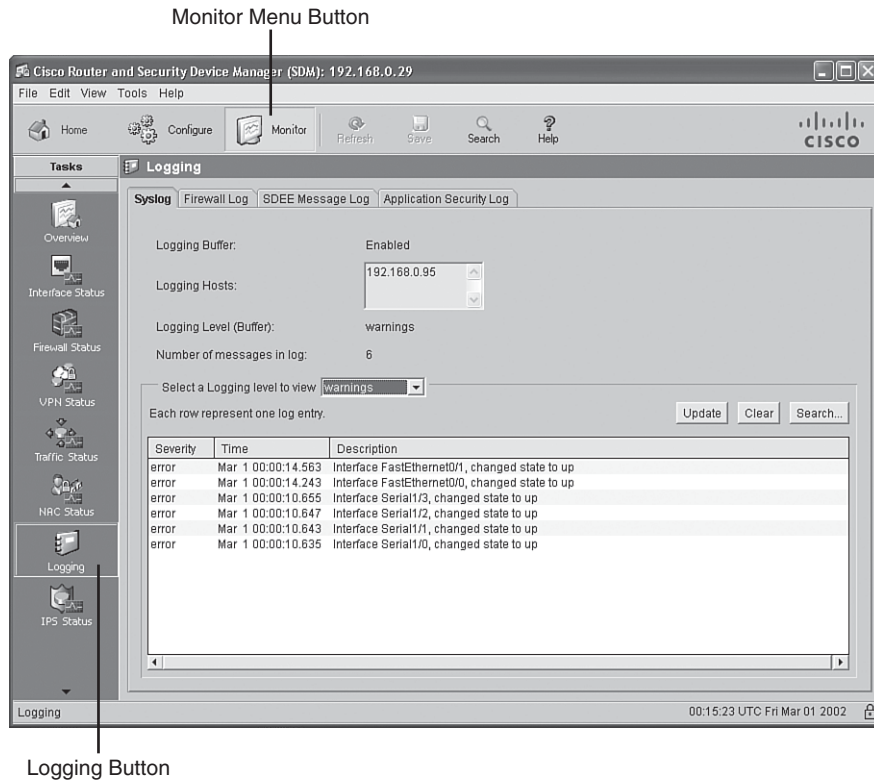 Monitor Menu Button
Cisco Router and Security Device Manager (SDM): 192.168.0.29
File Edit View Tools Help
Home Configure Monitor Refresh Save Search Help
CISCO
Tasks
Logging
Syslog Firewall Log SDEE Message Log Application Security Log
Overview
Interface Status
Firewall Status
VPN Status
Traffic Status
NAC Status
Logging
IPS Status
Logging Buffer: Enabled
Logging Hosts: 192.168.0.95
Logging Level (Buffer): warnings
Number of messages in log: 6
Select a Logging level to view warnings
Each row represent one log entry. Update Clear Search...
Severity Time Description
error Mar 1 00:00:14.563 Interface FastEthernet0/1, changed state to up
error Mar 1 00:00:14.243 Interface FastEthernet0/0, changed state to up
error Mar 1 00:00:10.655 Interface Serial1/3, changed state to up
error Mar 1 00:00:10.647 Interface Serial1/2, changed state to up
error Mar 1 00:00:10.643 Interface Serial1/1, changed state to up
error Mar 1 00:00:10.635 Interface Serial1/0, changed state to up
Logging 00:15:23 UTC Fri Mar 01 2002
Logging Button